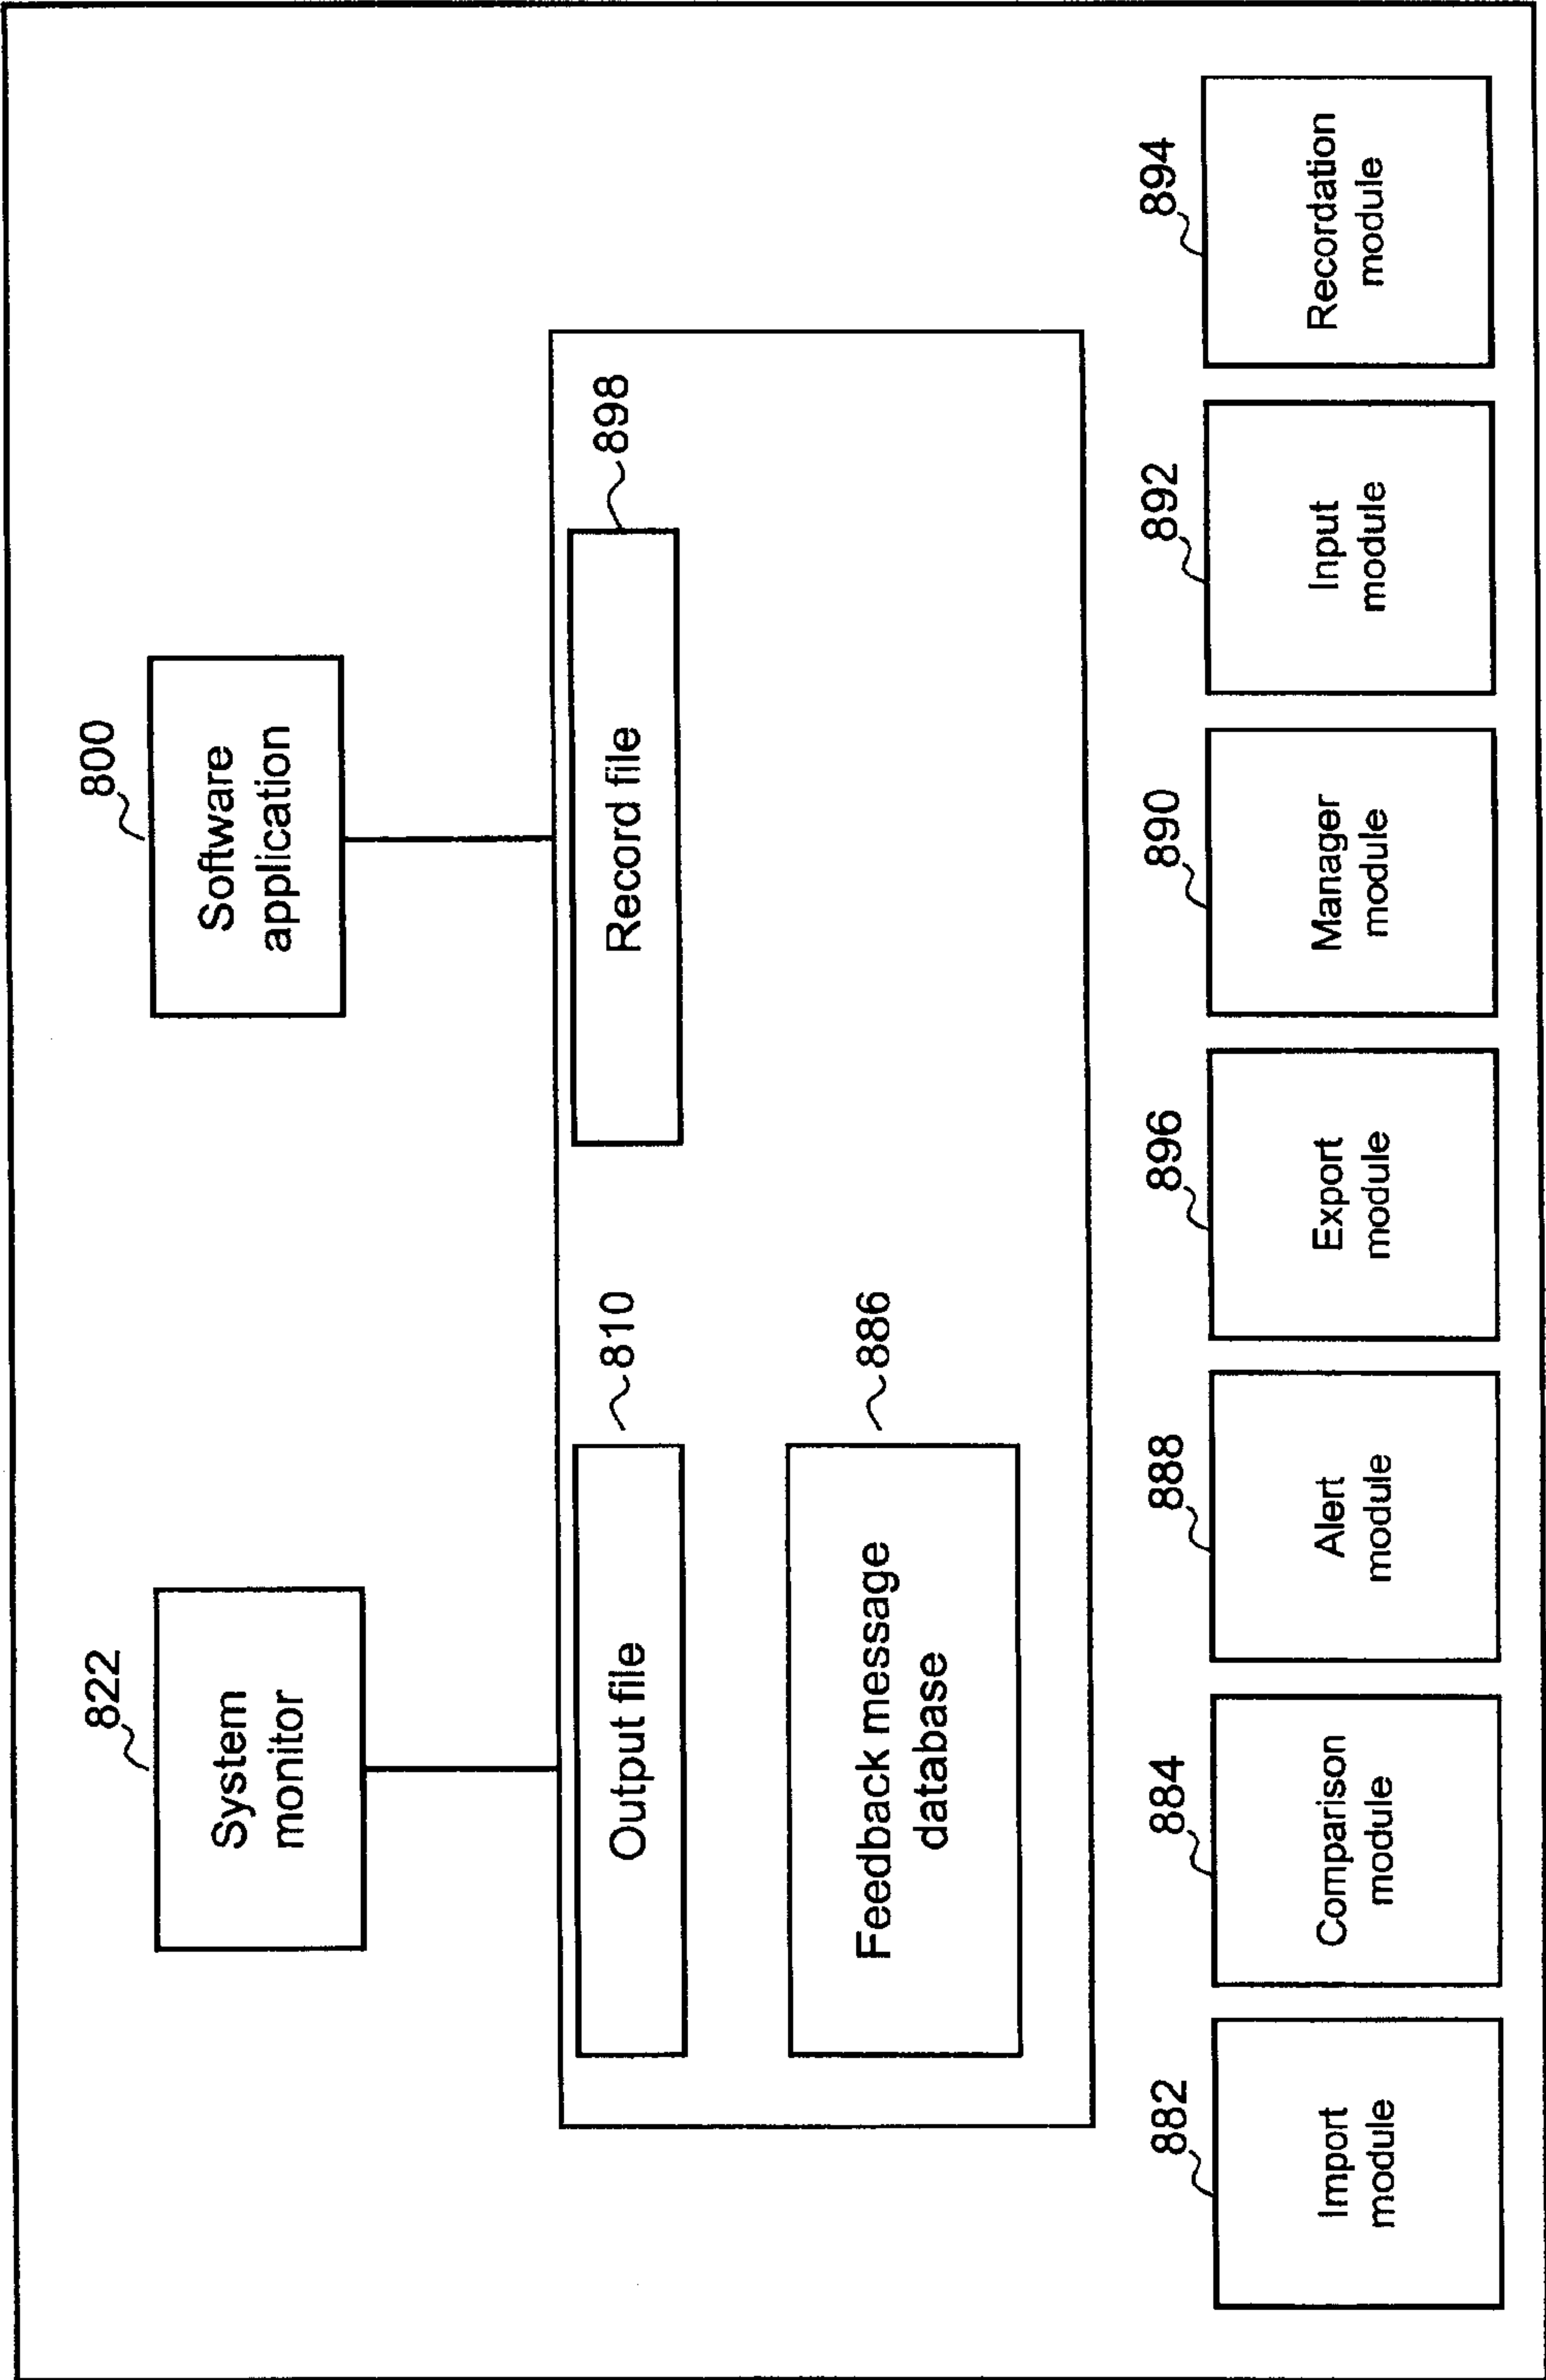 822
System
monitor
800
Software
application
Output file
810
Record file
898
Feedback message
database
886
882
Import
module
884
Comparison
module
888
Alert
module
896
Export
module
890
Manager
module
892
Input
module
894
Recordation
module